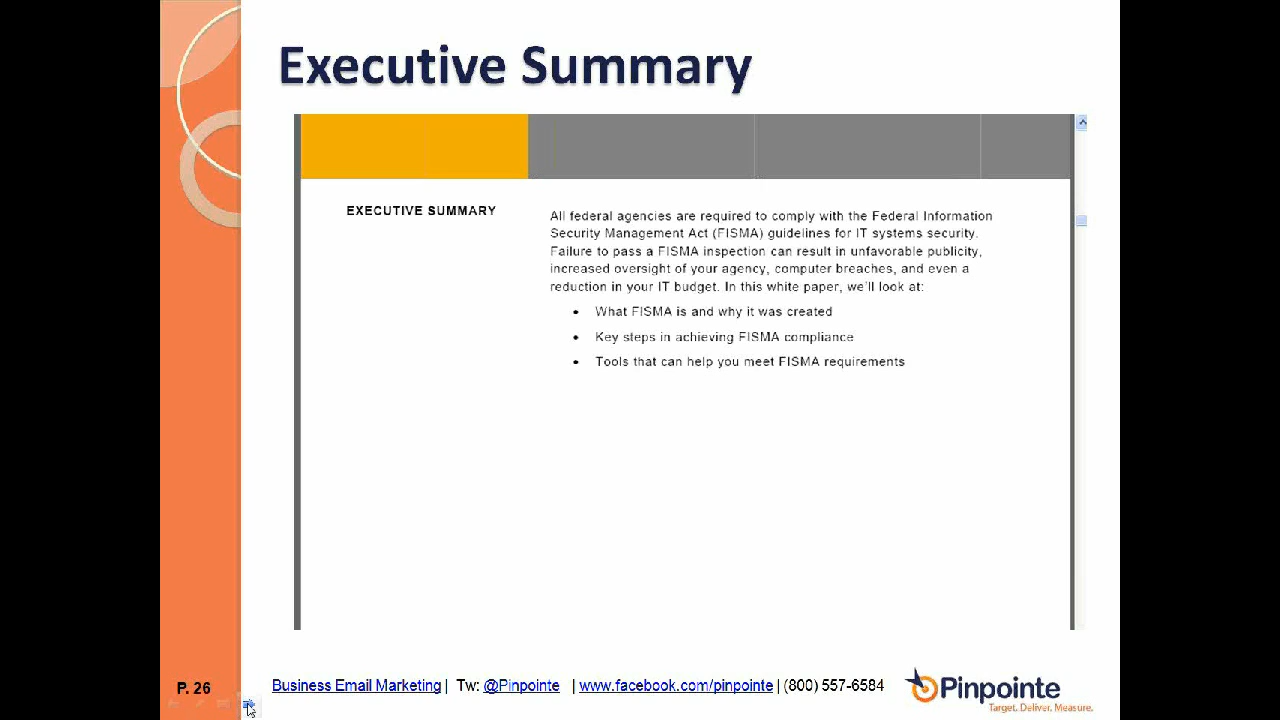 Executive Summary
EXECUTIVE SUMMARY
All federal agencies are required to comply with the Federal Information
Security Management Act (FISMA) guidelines for IT systems security.
Failure to pass a FISMA inspection can result in unfavorable publicity,
increased oversight of your agency, computer breaches, and even a
reduction in your IT budget. In this white paper, we'll look at:
• What FISMA is and why it was created
• Key steps in achieving FISMA compliance
• Tools that can help you meet FISMA requirements
P. 26
Business Email Marketing | Tw: @Pinpointe | www.facebook.com/pinpointe | (800) 557-6584
Pinpointe
Target. Deliver. Measure.